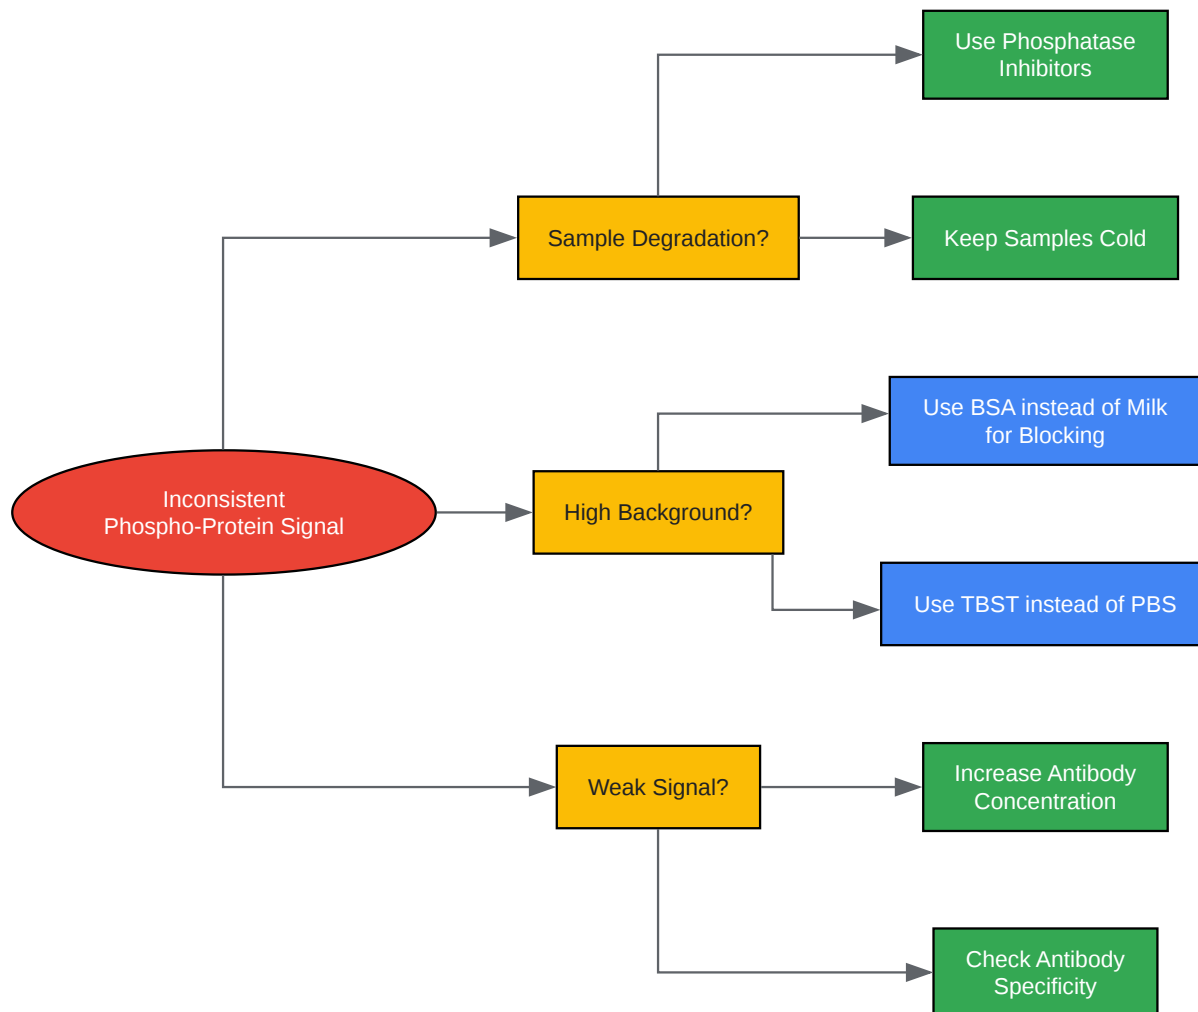 Use Phosphatase
Inhibitors
Sample Degradation?
Keep Samples Cold
Use BSA instead of Milk
for Blocking
Inconsistent
Phospho-Protein Signal
High Background?
Use TBST instead of PBS
Weak Signal?
Increase Antibody
Concentration
Check Antibody
Specificity